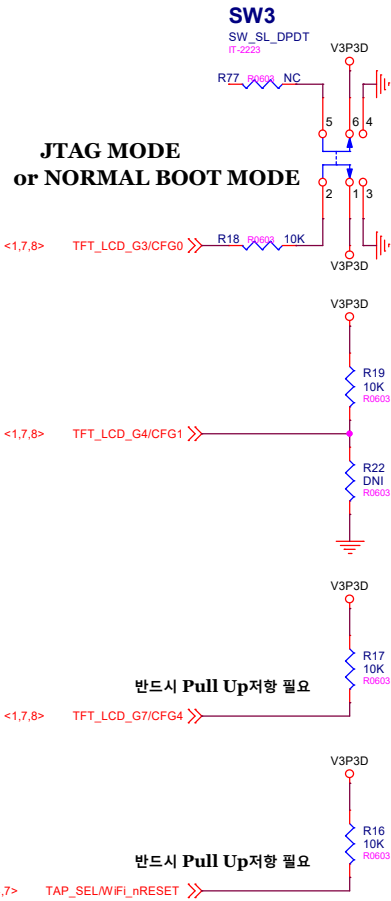 SW3
SW_SL_DPDT
IT-2223
V3P3D
R77 R0603 NC
5 6 4
JTAG MODE
or NORMAL BOOT MODE
2 1 3
<1,7,8> TFT_LCD_G3/CFG0 R18 R0603 10K
V3P3D
V3P3D
R19
10K
R0603
<1,7,8> TFT_LCD_G4/CFG1
R22
DNI
R0603
V3P3D
R17
10K
R0603
반드시 Pull Up저항 필요
<1,7,8> TFT_LCD_G7/CFG4
V3P3D
R16
10K
R0603
반드시 Pull Up저항 필요
,7> TAP_SEL/WiFi_nRESET